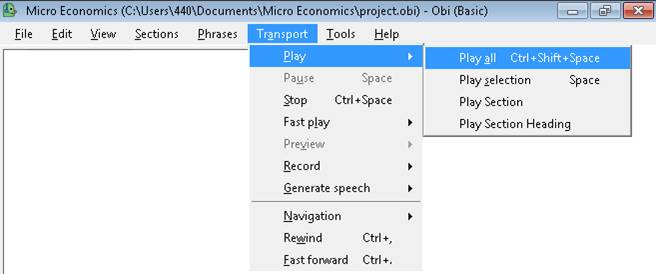 Micro Economics (C:\Users\440\Documents\Micro Economics\project.obi) - Obi (Basic)
File Edit View Sections Phrases Transport Tools Help
Play
Pause Space
Stop Ctrl+Space
Fast play
Preview
Record
Generate speech
Navigation
Rewind Ctrl+,
Fast forward Ctrl+.
Play all Ctrl+Shift+Space
Play selection Space
Play Section
Play Section Heading